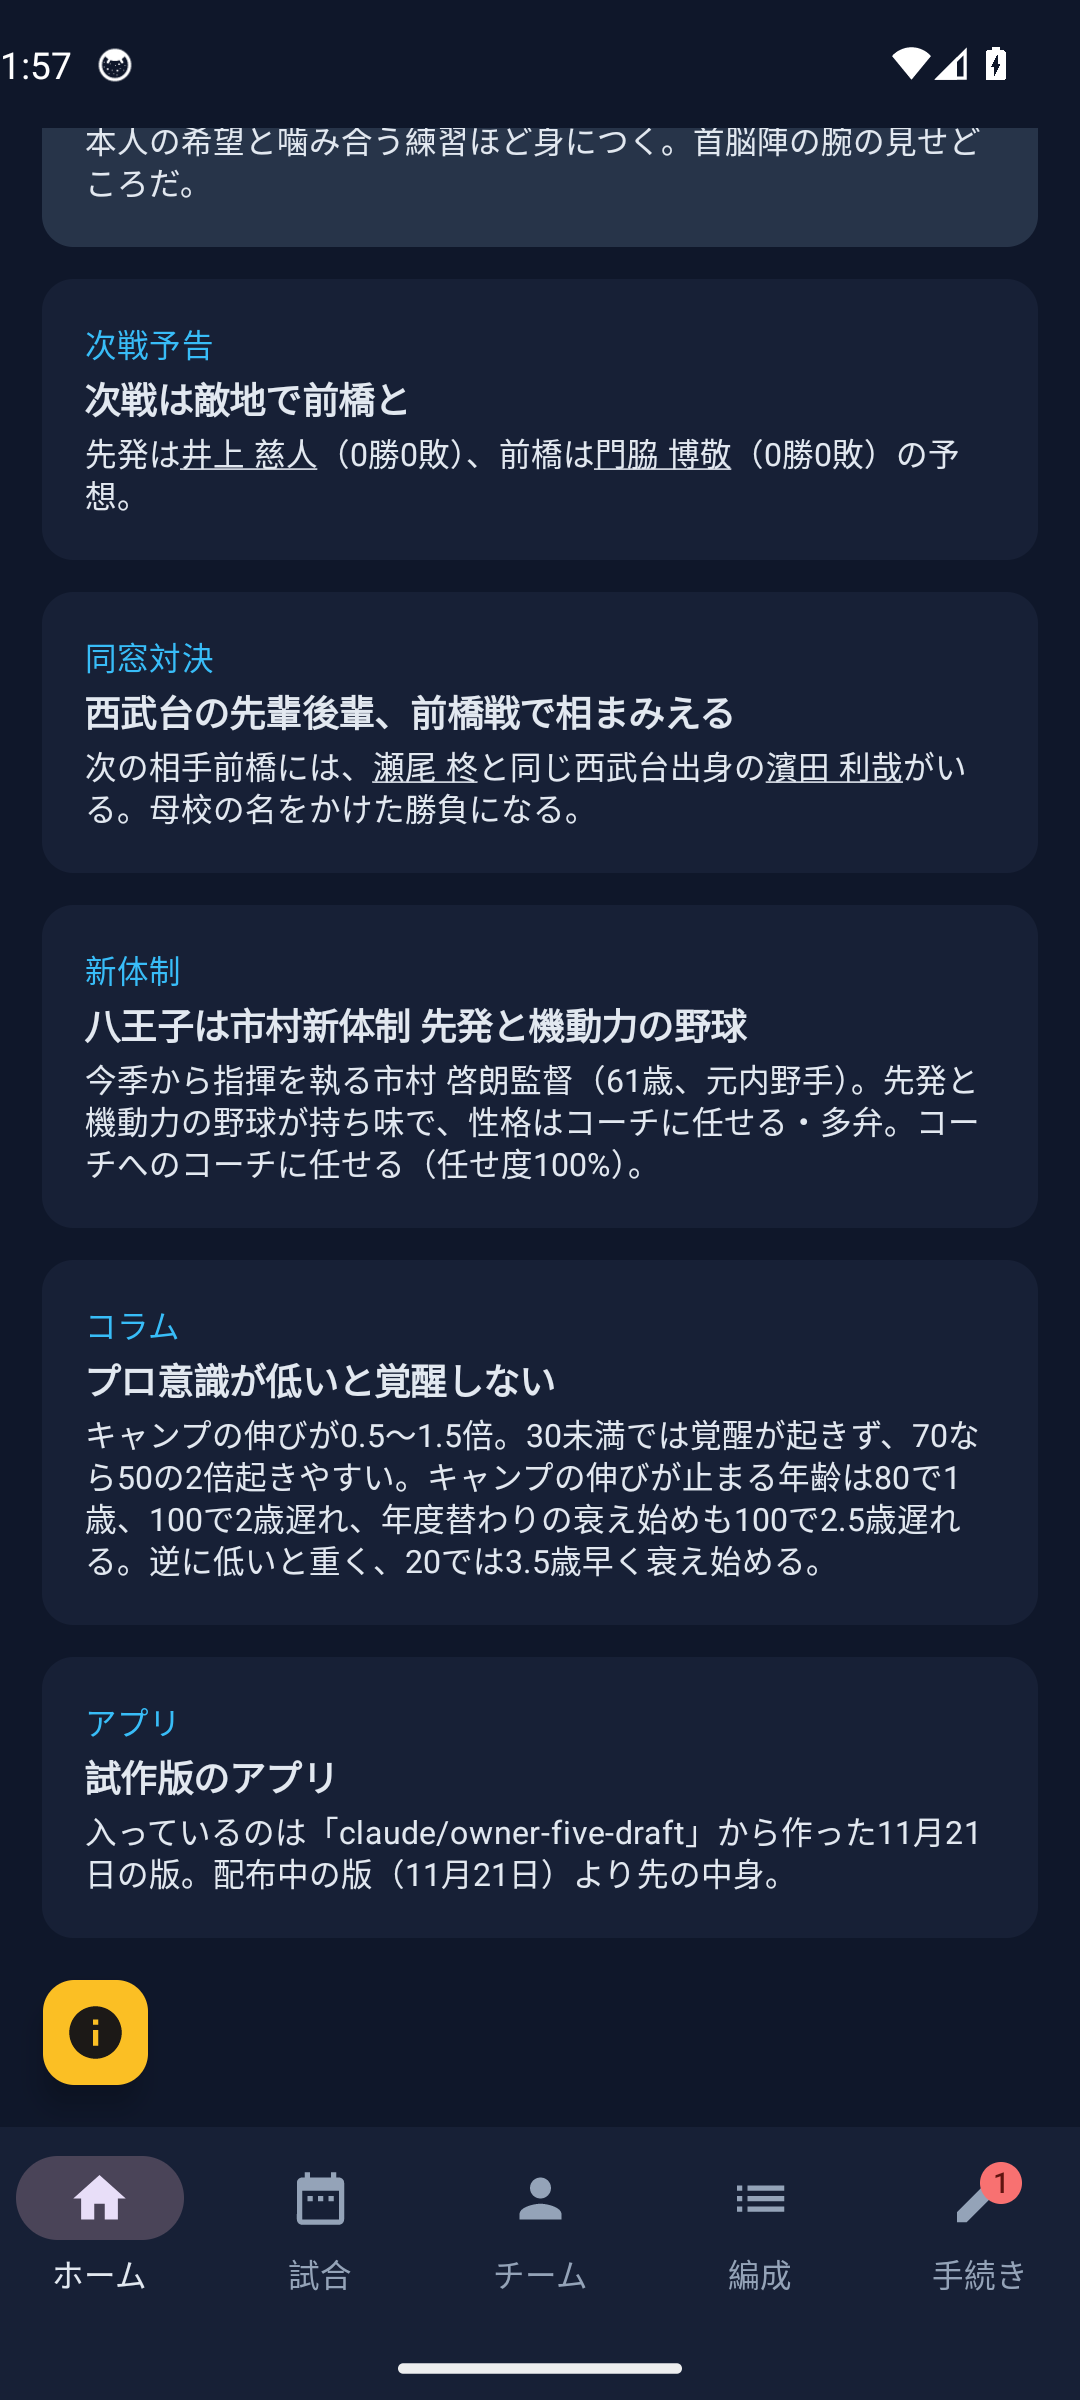 1:57
本人の希望と噛み合う練習ほど身につく。首脳陣の腕の見せど
ころだ。
次戦予告
次戦は敵地で前橋と
先発は井上 慈人（0勝0敗）、前橋は門脇 博敬（0勝0敗）の予
想。
同窓対決
西武台の先輩後輩、前橋戦で相まみえる
次の相手前橋には、瀬尾 柊と同じ西武台出身の濱田 利哉がい
る。母校の名をかけた勝負になる。
新体制
八王子は市村新体制 先発と機動力の野球
今季から指揮を執る市村 啓朗監督（61歳、元内野手）。先発と
機動力の野球が持ち味で、性格はコーチに任せる・多弁。コー
チへのコーチに任せる（任せ度100%）。
コラム
プロ意識が低いと覚醒しない
キャンプの伸びが0.5〜1.5倍。30未満では覚醒が起きず、70な
ら50の2倍起きやすい。キャンプの伸びが止まる年齢は80で1
歳、100で2歳遅れ、年度替わりの衰え始めも100で2.5歳遅れ
る。逆に低いと重く、20では3.5歳早く衰え始める。
アプリ
試作版のアプリ
入っているのは「claude/owner-five-draft」から作った11月21
日の版。配布中の版（11月21日）より先の中身。
1
ホーム
試合
チーム
編成
手続き